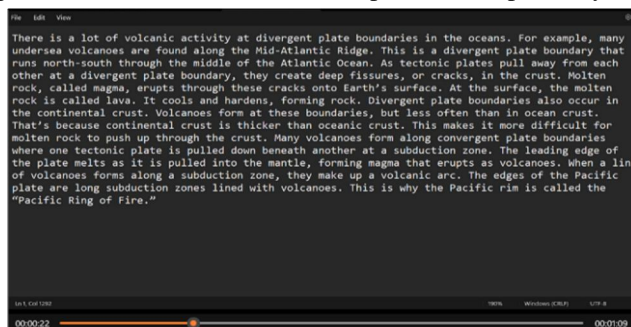 File Edit View
There is a lot of volcanic activity at divergent plate boundaries in the oceans. For example, many
undersea volcanoes are found along the Mid-Atlantic Ridge. This is a divergent plate boundary that
runs north-south through the middle of the Atlantic Ocean. As tectonic plates pull away from each
other at a divergent plate boundary, they create deep fissures, or cracks, in the crust. Molten
rock, called magma, erupts through these cracks onto Earth's surface. At the surface, the molten
rock is called lava. It cools and hardens, forming rock. Divergent plate boundaries also occur in
the continental crust. Volcanoes form at these boundaries, but less often than in ocean crust.
That's because continental crust is thicker than oceanic crust. This makes it more difficult for
molten rock to push up through the crust. Many volcanoes form along convergent plate boundaries
where one tectonic plate is pulled down beneath another at a subduction zone. The leading edge of
the plate melts as it is pulled into the mantle, forming magma that erupts as volcanoes. When a lin
of volcanoes forms along a subduction zone, they make up a volcanic arc. The edges of the Pacific
plate are long subduction zones lined with volcanoes. This is why the Pacific rim is called the
"Pacific Ring of Fire."
Ln 1, Col 1292 190% Windows (CRLF) UTF-8
00:00:22 00:01:09